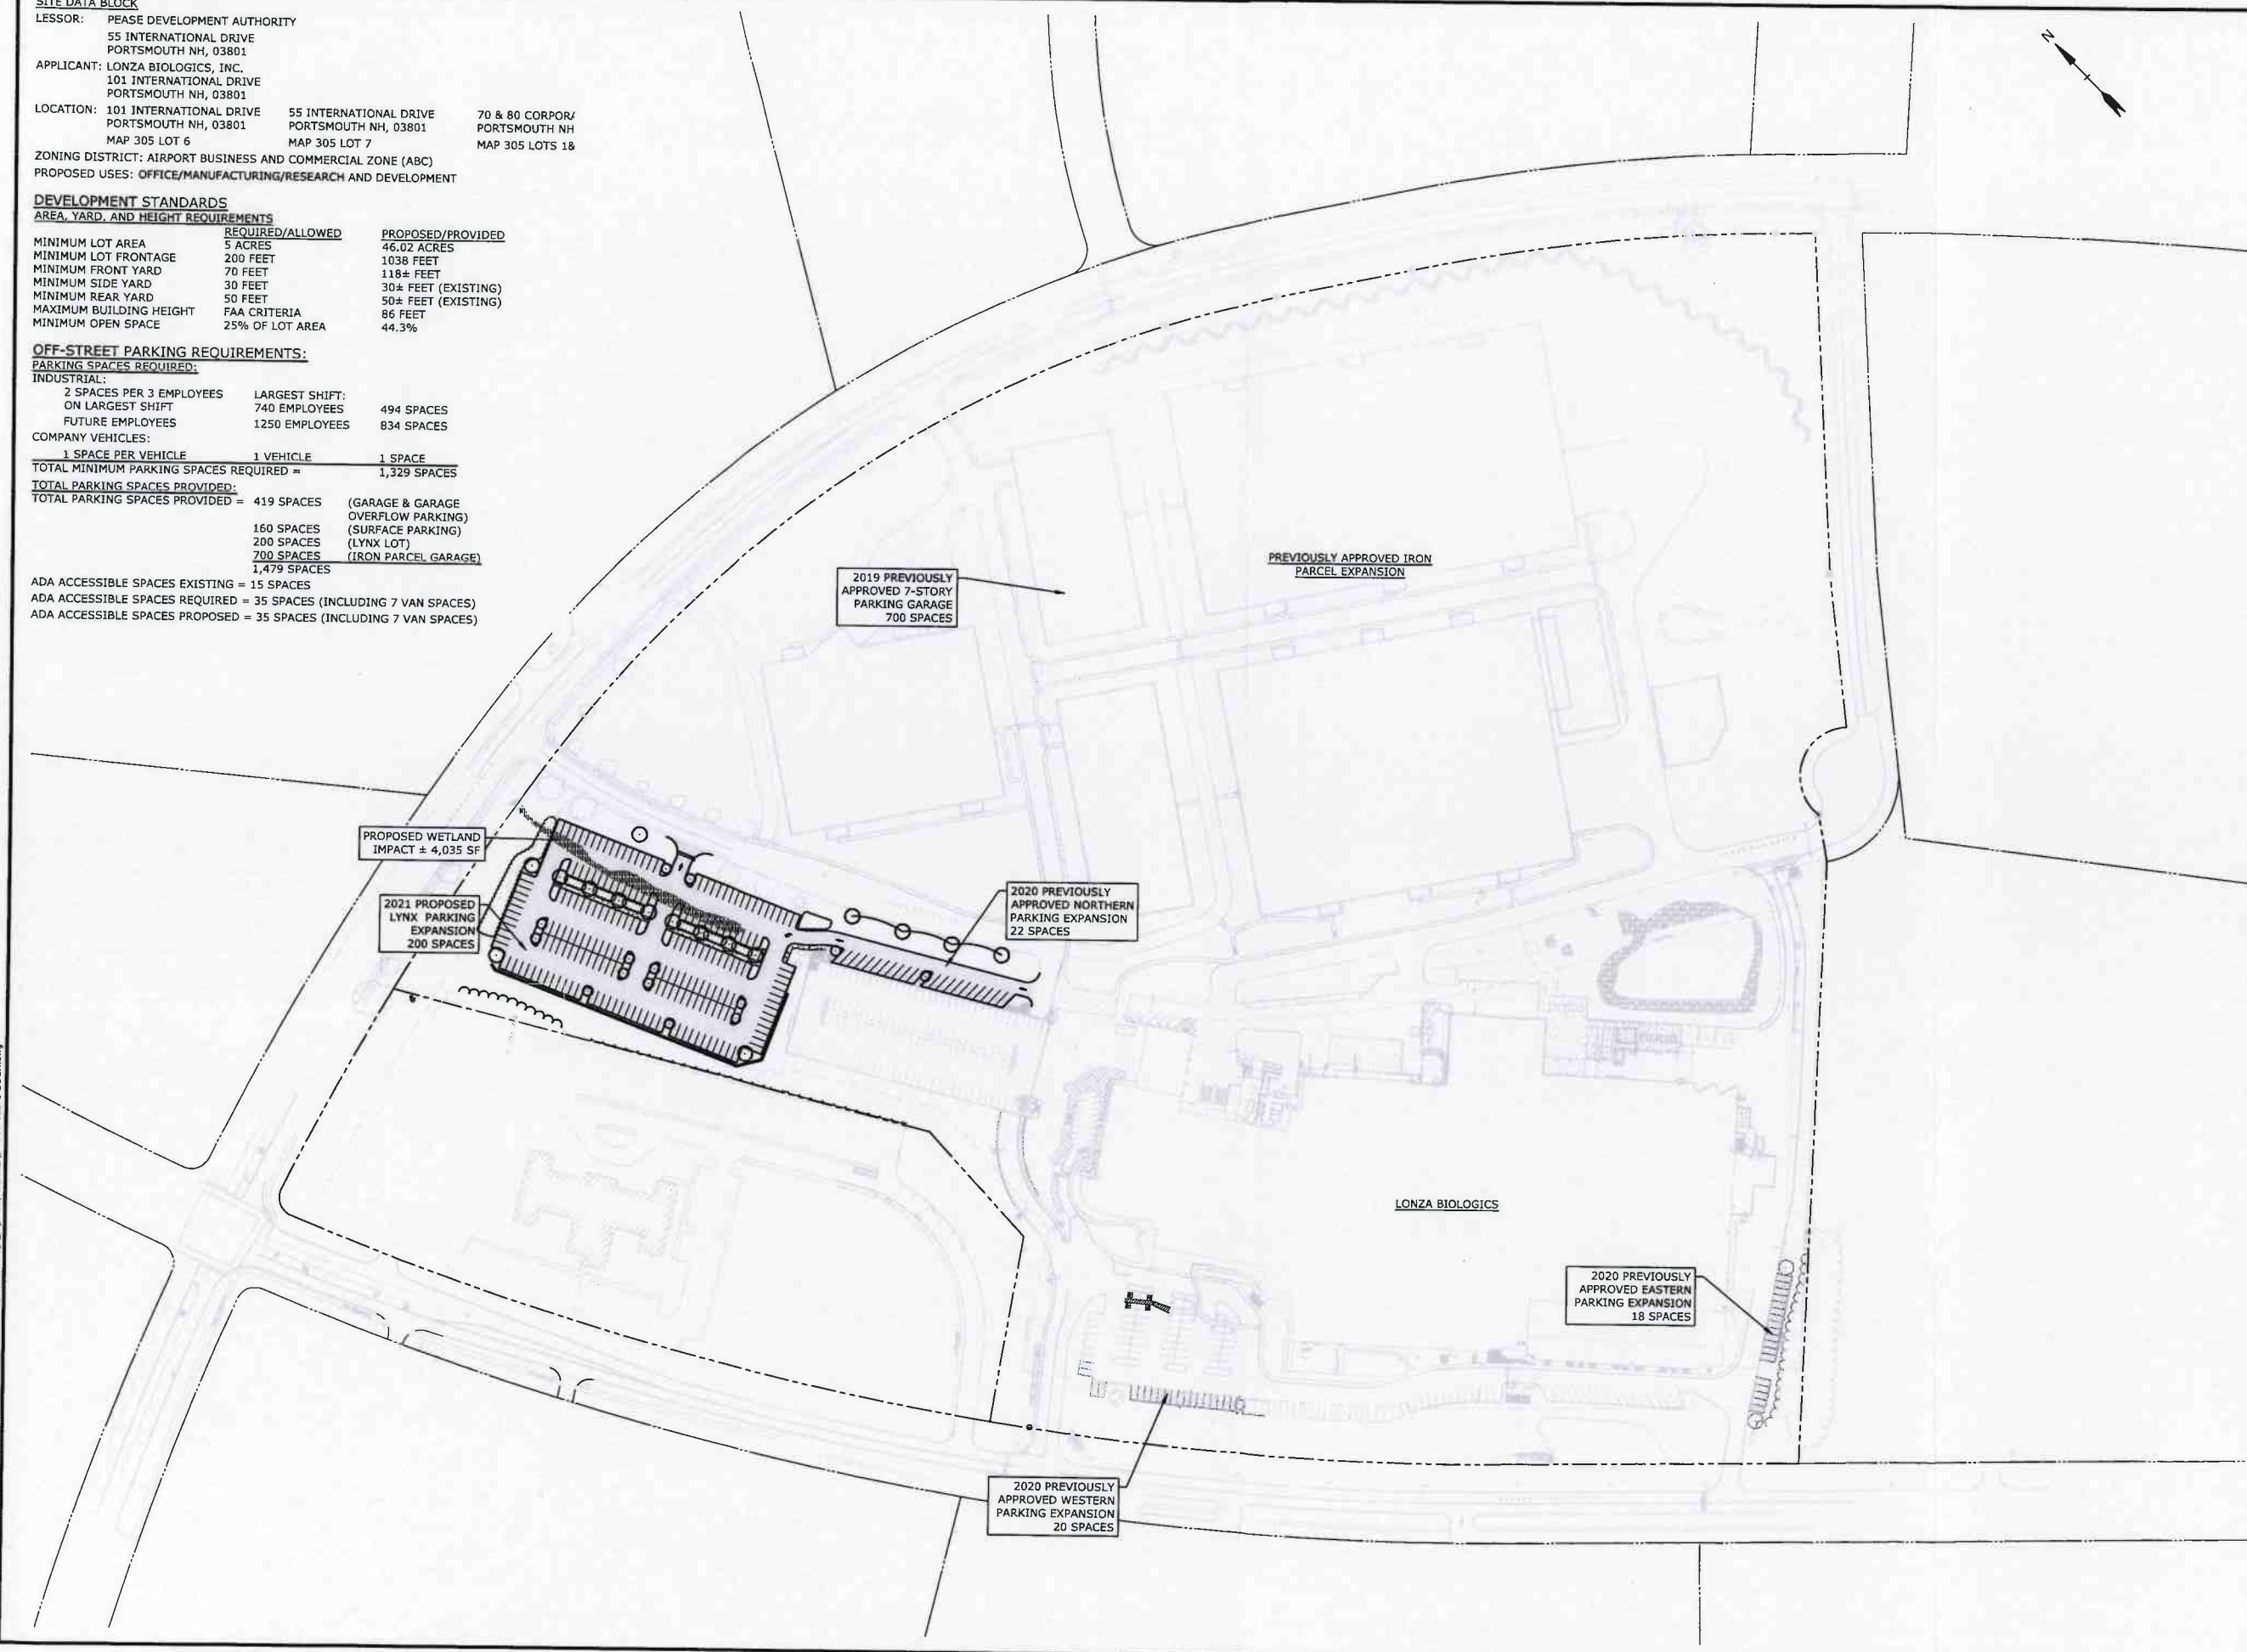 SITE DATA BLOCK
LESSOR: PEASE DEVELOPMENT AUTHORITY
55 INTERNATIONAL DRIVE
PORTSMOUTH NH, 03801
APPLICANT: LONZA BIOLOGICS, INC.
101 INTERNATIONAL DRIVE
PORTSMOUTH NH, 03801
LOCATION: 101 INTERNATIONAL DRIVE 55 INTERNATIONAL DRIVE 70 & 80 CORPORA
PORTSMOUTH NH, 03801 PORTSMOUTH NH, 03801 PORTSMOUTH NH
MAP 305 LOT 6 MAP 305 LOT 7 MAP 305 LOTS 1&
ZONING DISTRICT: AIRPORT BUSINESS AND COMMERCIAL ZONE (ABC)
PROPOSED USES: OFFICE/MANUFACTURING/RESEARCH AND DEVELOPMENT
DEVELOPMENT STANDARDS
AREA, YARD, AND HEIGHT REQUIREMENTS
REQUIRED/ALLOWED PROPOSED/PROVIDED
MINIMUM LOT AREA 5 ACRES 46.02 ACRES
MINIMUM LOT FRONTAGE 200 FEET 1038 FEET
MINIMUM FRONT YARD 70 FEET 118± FEET
MINIMUM SIDE YARD 30 FEET 30± FEET (EXISTING)
MINIMUM REAR YARD 50 FEET 50± FEET (EXISTING)
MAXIMUM BUILDING HEIGHT FAA CRITERIA 86 FEET
MINIMUM OPEN SPACE 25% OF LOT AREA 44.3%
OFF-STREET PARKING REQUIREMENTS:
PARKING SPACES REQUIRED:
INDUSTRIAL:
2 SPACES PER 3 EMPLOYEES LARGEST SHIFT:
ON LARGEST SHIFT 740 EMPLOYEES 494 SPACES
FUTURE EMPLOYEES 1250 EMPLOYEES 834 SPACES
COMPANY VEHICLES:
1 SPACE PER VEHICLE 1 VEHICLE 1 SPACE
TOTAL MINIMUM PARKING SPACES REQUIRED = 1,329 SPACES
TOTAL PARKING SPACES PROVIDED:
TOTAL PARKING SPACES PROVIDED = 419 SPACES (GARAGE & GARAGE
OVERFLOW PARKING)
160 SPACES (SURFACE PARKING)
200 SPACES (LYNX LOT)
700 SPACES (IRON PARCEL GARAGE)
1,479 SPACES
ADA ACCESSIBLE SPACES EXISTING = 15 SPACES
ADA ACCESSIBLE SPACES REQUIRED = 35 SPACES (INCLUDING 7 VAN SPACES)
ADA ACCESSIBLE SPACES PROPOSED = 35 SPACES (INCLUDING 7 VAN SPACES)
N
PREVIOUSLY APPROVED IRON
PARCEL EXPANSION
2019 PREVIOUSLY
APPROVED 7-STORY
PARKING GARAGE
700 SPACES
PROPOSED WETLAND
IMPACT ± 4,035 SF
2021 PROPOSED
LYNX PARKING
EXPANSION
200 SPACES
2020 PREVIOUSLY
APPROVED NORTHERN
PARKING EXPANSION
22 SPACES
LONZA BIOLOGICS
2020 PREVIOUSLY
APPROVED EASTERN
PARKING EXPANSION
18 SPACES
2020 PREVIOUSLY
APPROVED WESTERN
PARKING EXPANSION
20 SPACES